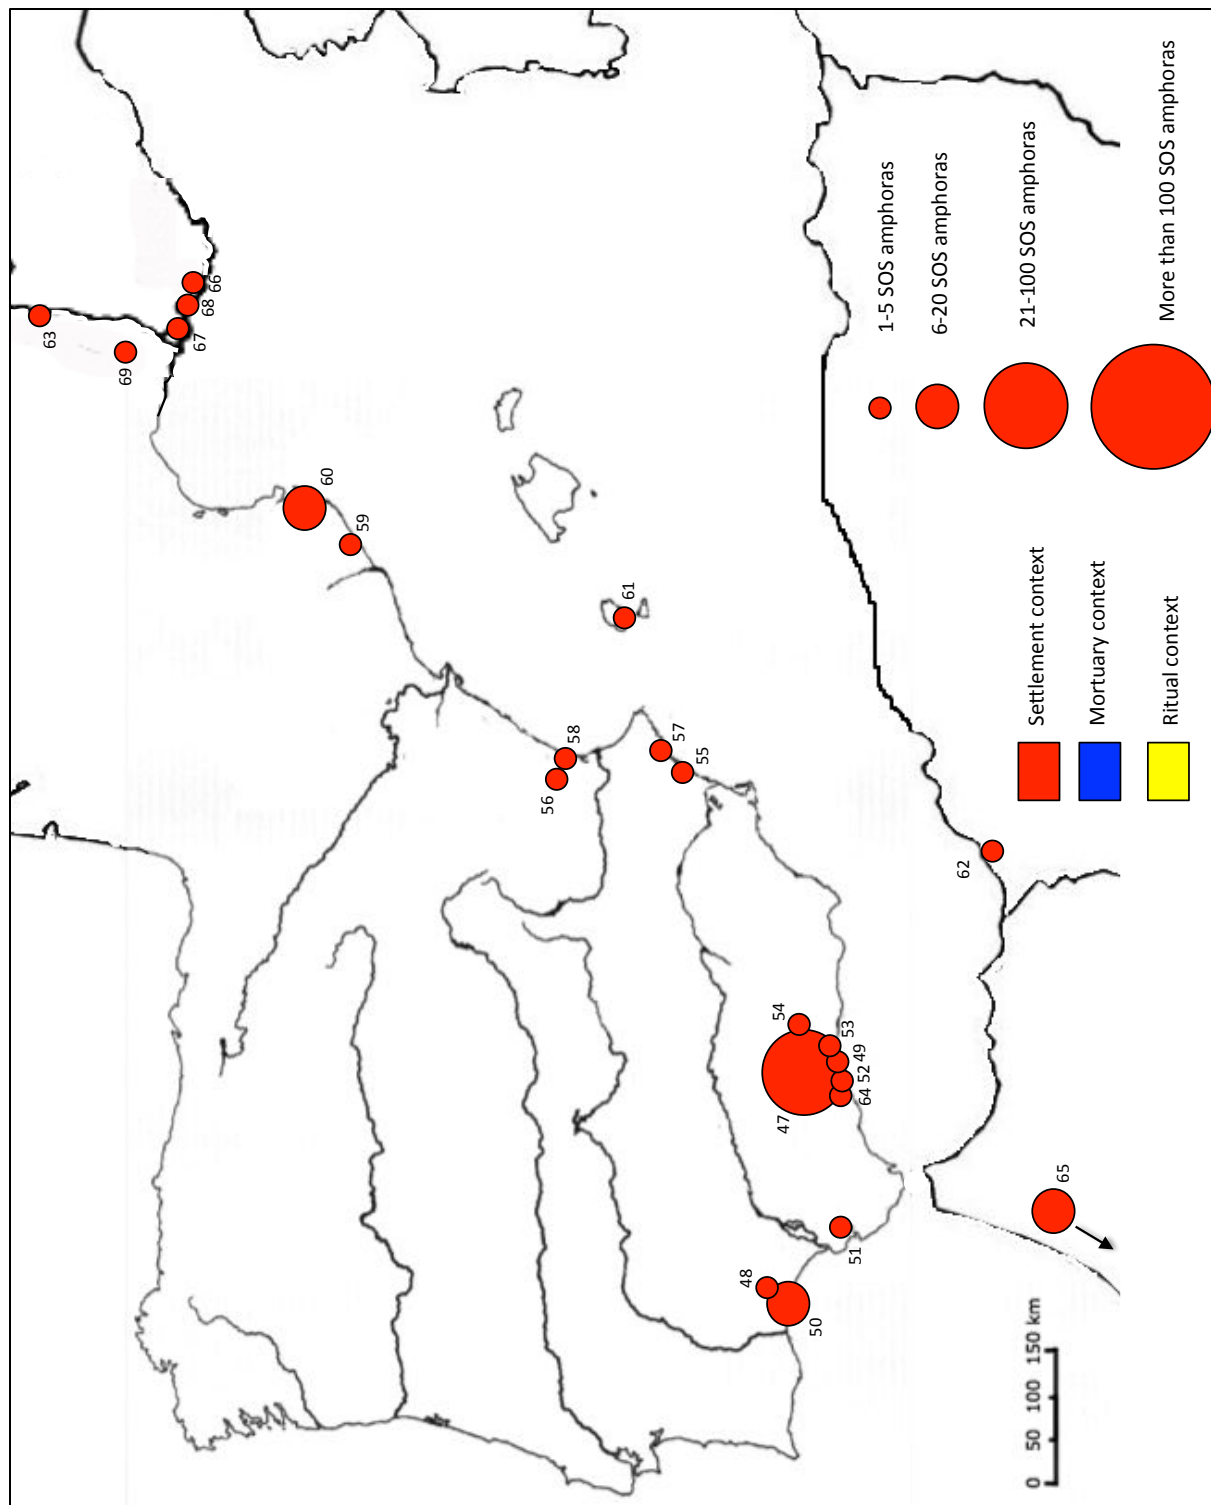 63
69
67
68
66
60
59
61
58
56
57
55
62
54
53
49
52
64
47
65
51
48
50
1-5 SOS amphoras
6-20 SOS amphoras
21-100 SOS amphoras
More than 100 SOS amphoras
Settlement context
Mortuary context
Ritual context
0 50 100 150 km